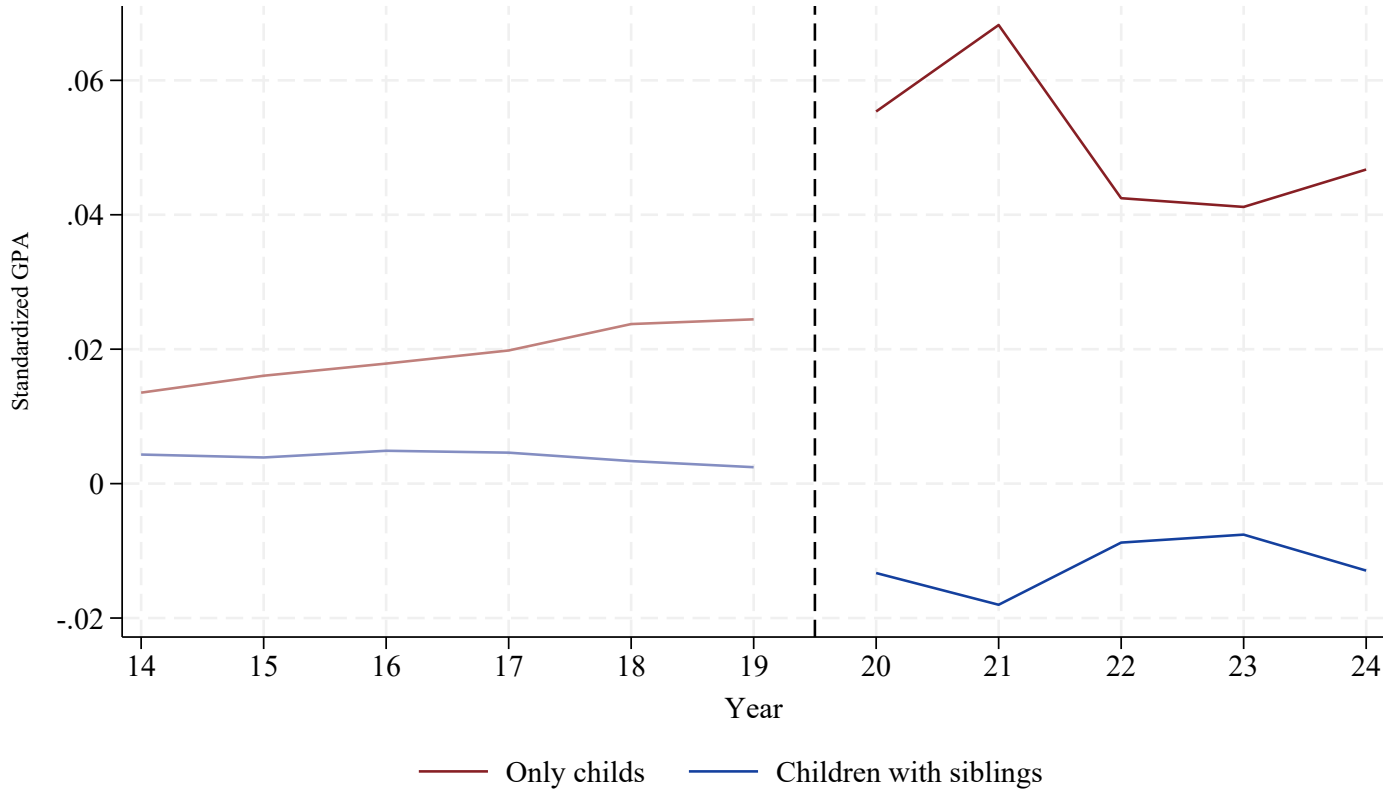 Standardized GPA
.06
.04
.02
0
-.02
14 15 16 17 18 19 20 21 22 23 24
Year
Only childs Children with siblings